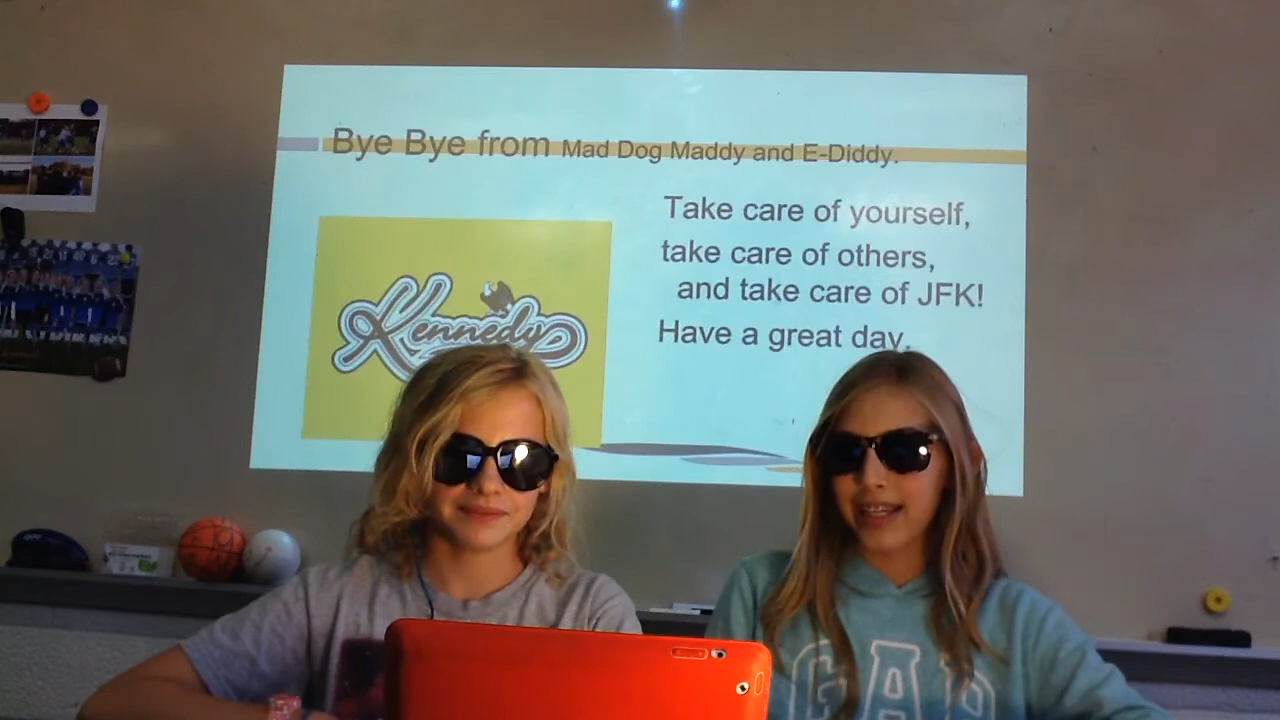 Bye Bye from Mad Dog Maddy and E-Diddy.
Take care of yourself,
take care of others,
and take care of JFK!
Have a great day.
Kennedy
GAP